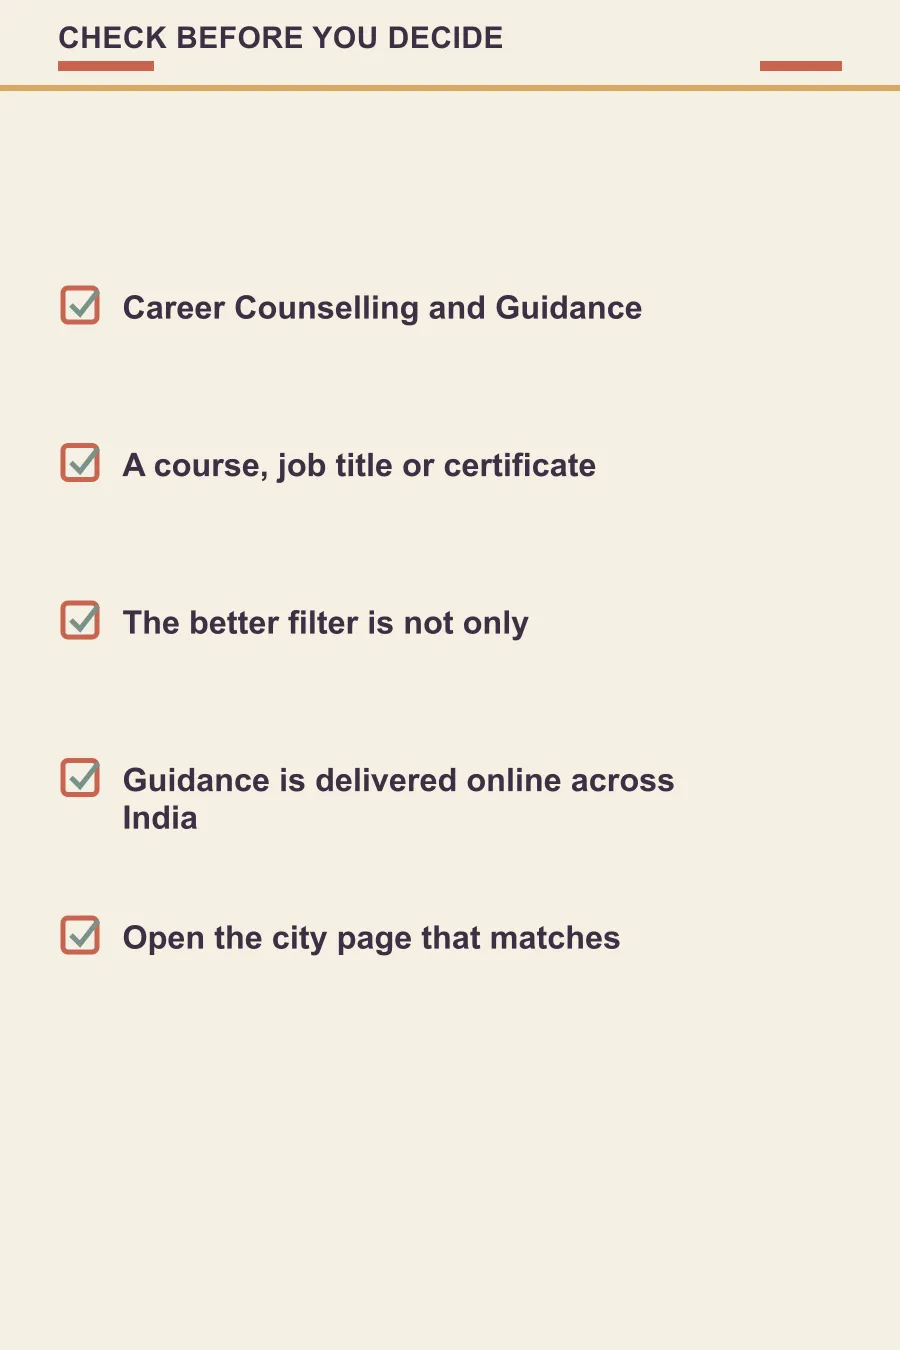 CHECK BEFORE YOU DECIDE
Career Counselling and Guidance
A course, job title or certificate
The better filter is not only
Guidance is delivered online across
India
Open the city page that matches